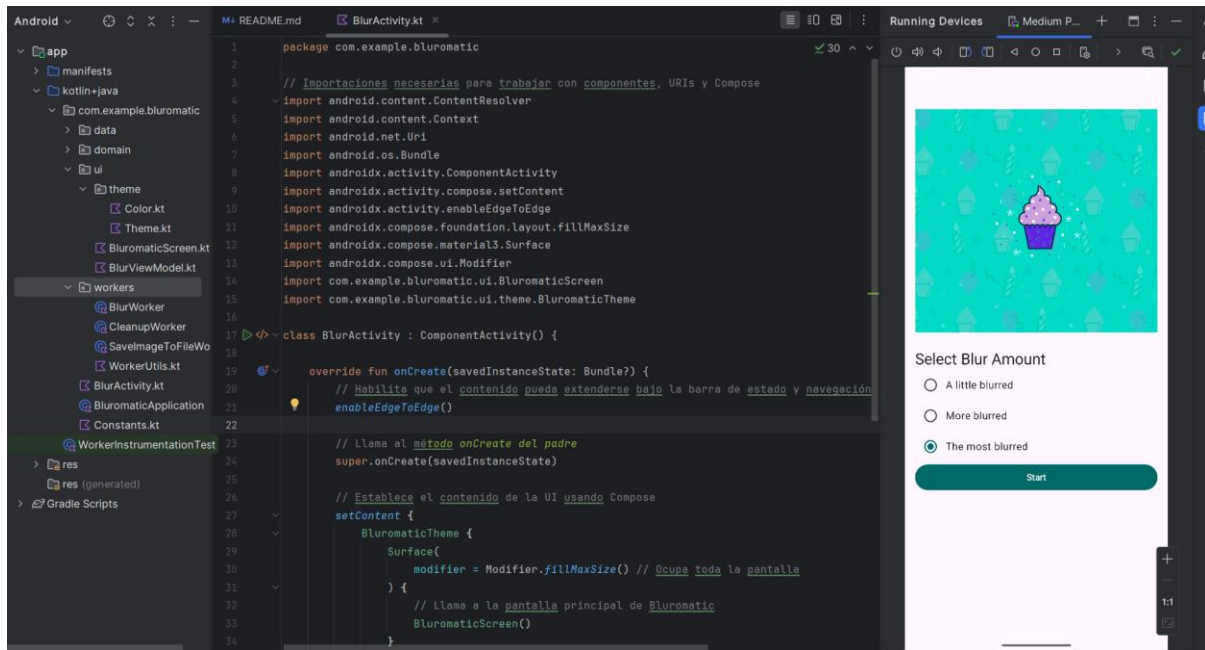 Android
app
manifests
kotlin+java
com.example.bluromatic
data
domain
ui
theme
Color.kt
Theme.kt
BluromaticScreen.kt
BlurViewModel.kt
workers
BlurWorker
CleanupWorker
SaveImageToFileWo
WorkerUtils.kt
BlurActivity.kt
BluromaticApplication
Constants.kt
WorkerInstrumentationTest
res
res (generated)
Gradle Scripts
M↓ README.md
BlurActivity.kt
30
1 package com.example.bluromatic
2
3 // Importaciones necesarias para trabajar con componentes, URIs y Compose
4 import android.content.ContentResolver
5 import android.content.Context
6 import android.net.Uri
7 import android.os.Bundle
8 import androidx.activity.ComponentActivity
9 import androidx.activity.compose.setContent
10 import androidx.activity.enableEdgeToEdge
11 import androidx.compose.foundation.layout.fillMaxSize
12 import androidx.compose.material3.Surface
13 import androidx.compose.ui.Modifier
14 import com.example.bluromatic.ui.BluromaticScreen
15 import com.example.bluromatic.ui.theme.BluromaticTheme
16
17 class BlurActivity : ComponentActivity() {
18
19 override fun onCreate(savedInstanceState: Bundle?) {
20 // Habilita que el contenido pueda extenderse bajo la barra de estado y navegación
21 enableEdgeToEdge()
22
23 // Llama al método onCreate del padre
24 super.onCreate(savedInstanceState)
25
26 // Establece el contenido de la UI usando Compose
27 setContent {
28 BluromaticTheme {
29 Surface(
30 modifier = Modifier.fillMaxSize() // Ocupa toda la pantalla
31 ) {
32 // Llama a la pantalla principal de Bluromatic
33 BluromaticScreen()
34 }
Running Devices
Medium P...
Select Blur Amount
A little blurred
More blurred
The most blurred
Start
1:1